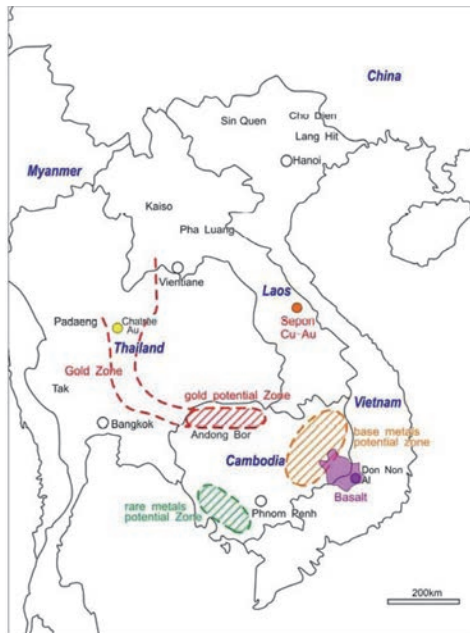 China
Sin Quen
Cho Dien
Lang Hit
Hanoi
Myanmer
Kaiso
Pha Luang
Vientiane
Laos
Sepon
Cu-Au
Padaeng
Chatree
Au
Thailand
Gold Zone
Tak
Bangkok
gold potential Zone
Andong Bor
Vietnam
base metals
potential zone
Cambodia
Don Non
Al
Basalt
rare metals
potential Zone
Phnom Penh
200km